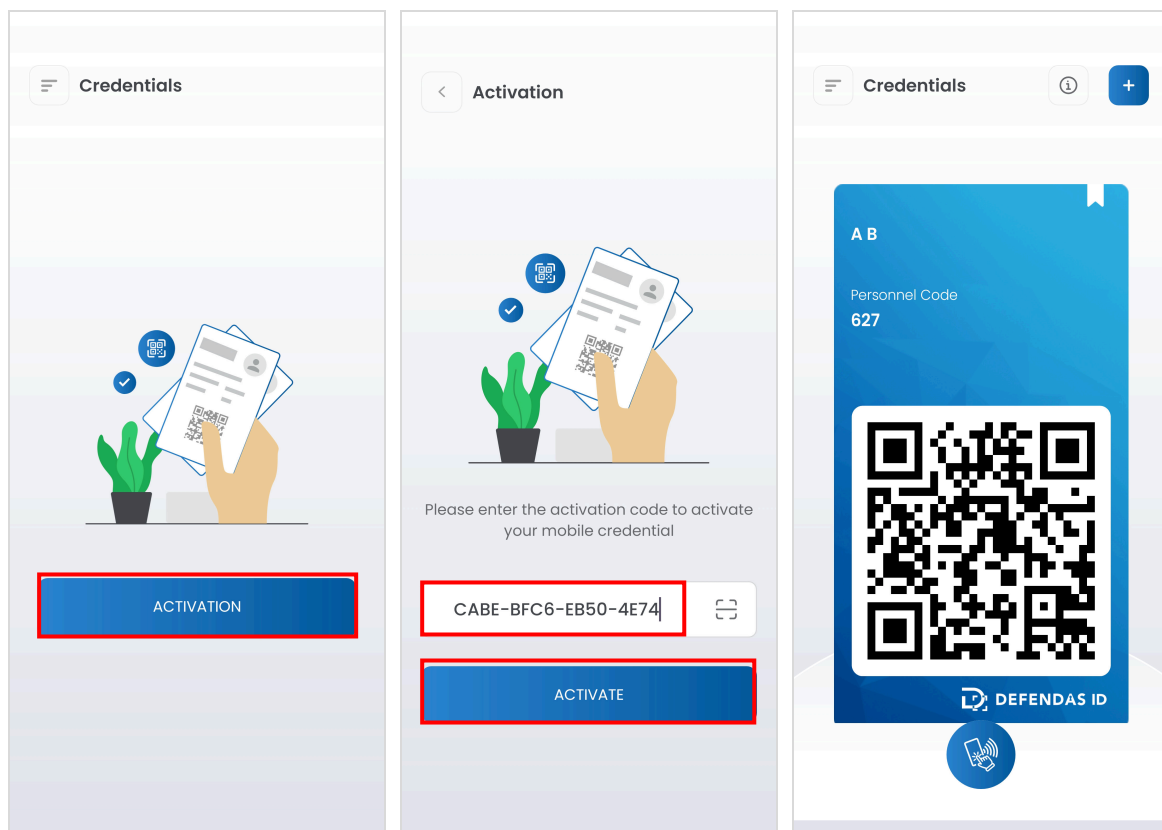 Credentials
ACTIVATION
Activation
Please enter the activation code to activate
your mobile credential
CABE-BFC6-EB50-4E74
ACTIVATE
Credentials
A B
Personnel Code
627
DEFENDAS ID